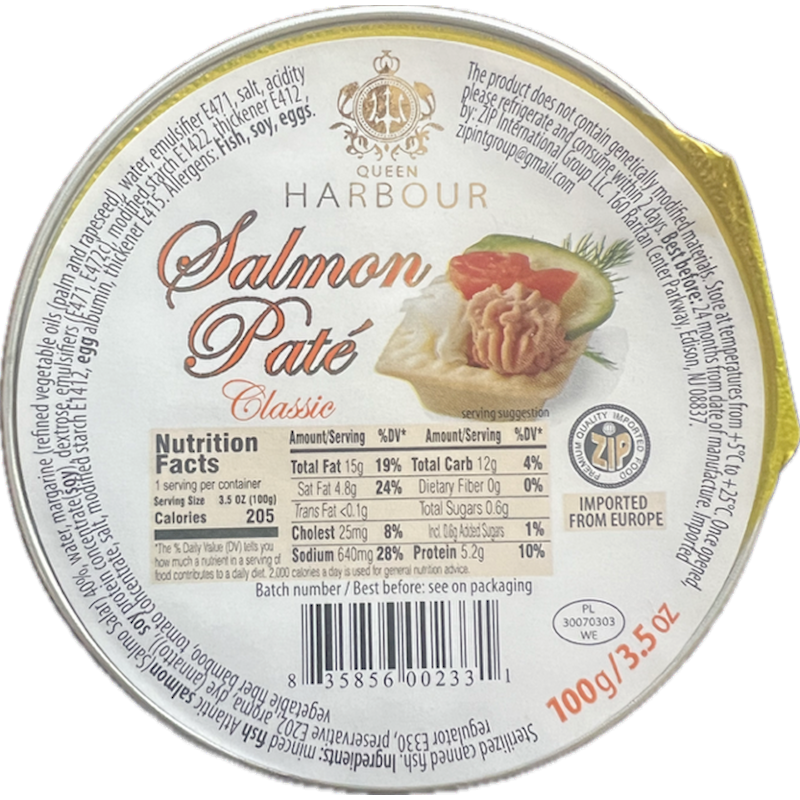 QUEEN
HARBOUR
Salmon
Paté
Classic
serving suggestion
Nutrition
Facts
1 serving per container
Serving Size 3.5 OZ (100g)
Calories 205
*The % Daily Value (DV) tells you
how much a nutrient in a serving of
food contributes to a daily diet. 2,000 calories a day is used for general nutrition advice.
Amount/Serving %DV* Amount/Serving %DV*
Total Fat 15g 19% Total Carb 12g 4%
Sat Fat 4.8g 24% Dietary Fiber 0g 0%
Trans Fat <0.1g Total Sugars 0.6g
Cholest 25mg 8% Incl. 0.6g Added Sugars 1%
Sodium 640mg 28% Protein 5.2g 10%
PREMIUM QUALITY IMPORTED FOOD
ZIP
IMPORTED
FROM EUROPE
Batch number / Best before: see on packaging
8 35856 00233 1
PL
30070303
WE
100g/3.5 OZ
Sterilized canned fish. Ingredients: minced fish Atlantic salmon (Salmo Salar) 40%, water, margarine (refined vegetable oils (palm and rapeseed), water, emulsifier E471, salt, acidity
regulator E330, preservative E202, aroma, dye (annatto)), soy protein concentrate (soy), dextrose, emulsifiers (E471, E472c), modified starch E1422, thickener E412,
vegetable fiber bamboo, tomato concentrate, salt, modified starch E1412, egg albumin, thickener E415. Allergens: Fish, soy, eggs.
The product does not contain genetically modified materials. Store at temperatures from +5°C to +25°C. Once opened,
please refrigerate and consume within 2 days. Best before: 24 months from date of manufacture. Imported
by: ZIP International Group LLC, 160 Raritan Center Parkway, Edison, NJ 08837.
zipintgroup@gmail.com